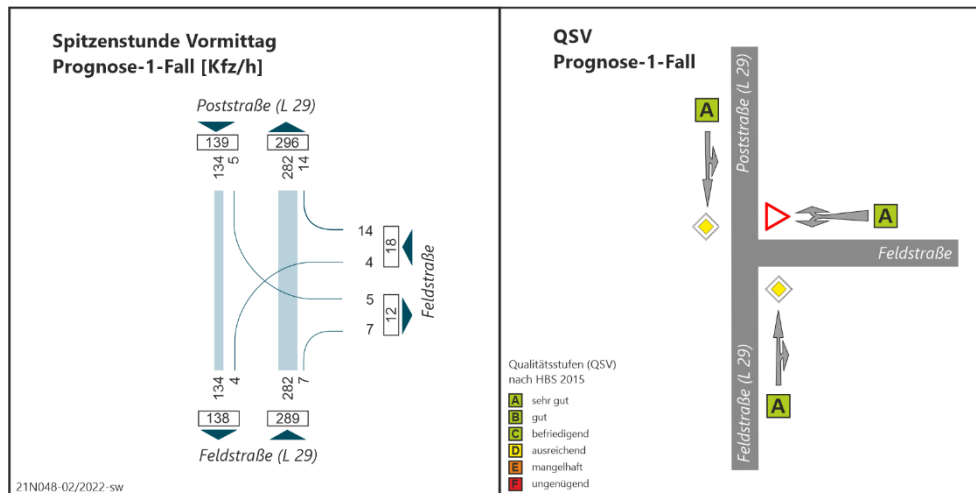 Spitzenstunde Vormittag
Prognose-1-Fall [Kfz/h]
Poststraße (L 29)
139
296
134
5
282
14
14
4
18
5
7
12
Feldstraße
134
4
282
7
138
289
Feldstraße (L 29)
21N048-02/2022-sw
QSV
Prognose-1-Fall
Poststraße (L 29)
A
A
Feldstraße
Feldstraße (L 29)
A
Qualitätsstufen (QSV)
nach HBS 2015
A sehr gut
B gut
C befriedigend
D ausreichend
E mangelhaft
F ungenügend